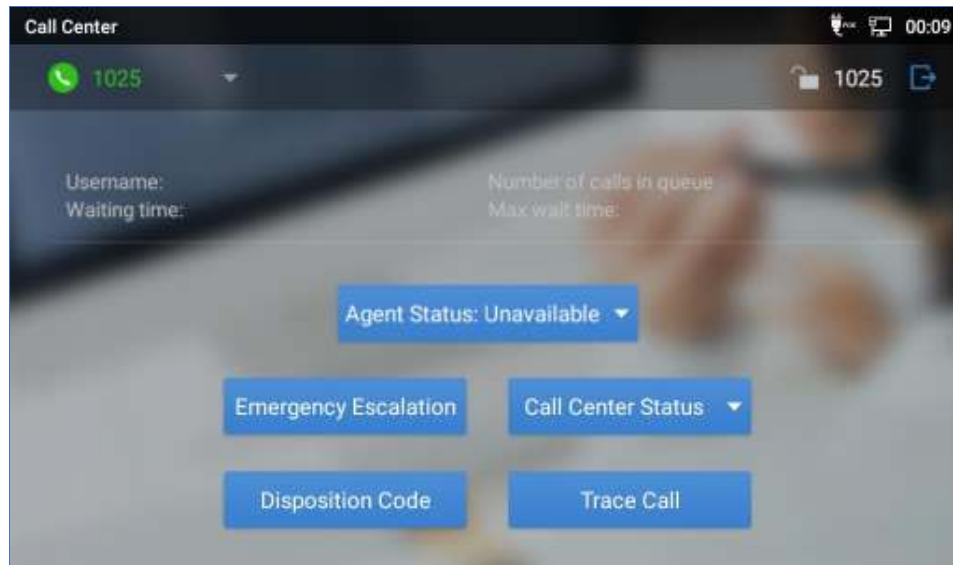 Call Center
00:09
1025
1025
Username:
Number of calls in queue
Waiting time:
Max wait time:
Agent Status: Unavailable
Emergency Escalation
Call Center Status
Disposition Code
Trace Call